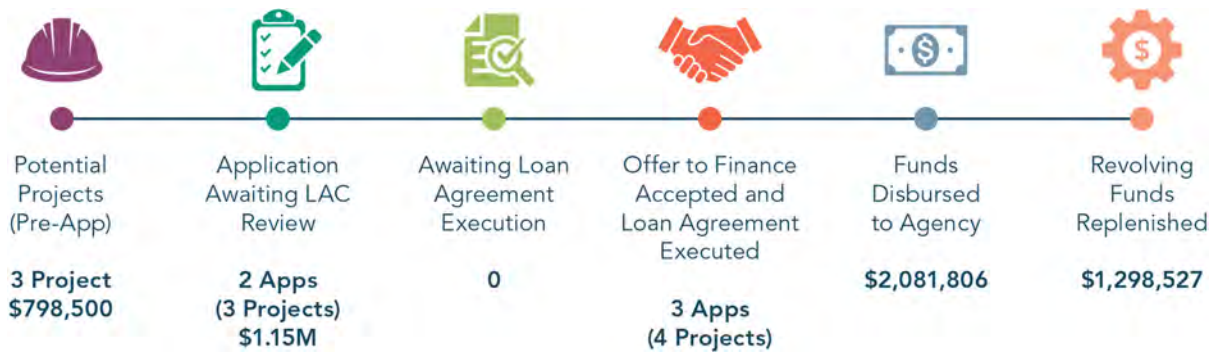 $
$
Potential
Projects
(Pre-App)
3 Project
$798,500
Application
Awaiting LAC
Review
2 Apps
(3 Projects)
$1.15M
Awaiting Loan
Agreement
Execution
0
Offer to Finance
Accepted and
Loan Agreement
Executed
3 Apps
(4 Projects)
Funds
Disbursed
to Agency
$2,081,806
Revolving
Funds
Replenished
$1,298,527